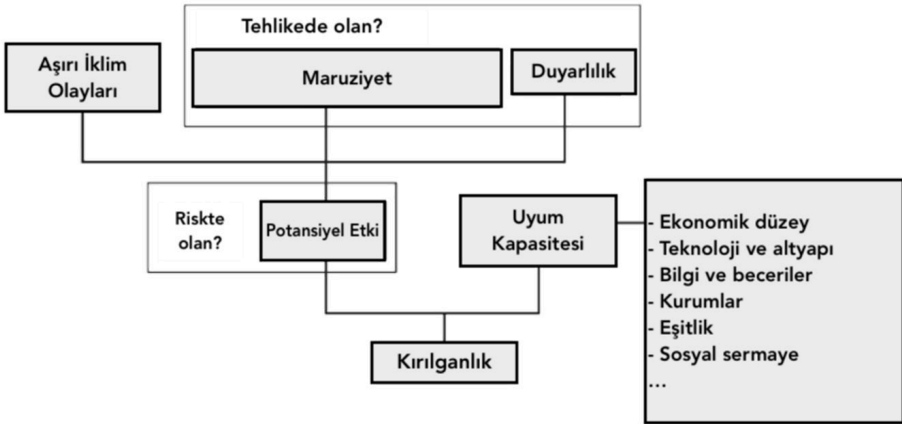 Tehlikede olan?
Aşırı İklim
Olayları
Maruziyet
Duyarlılık
Riskte
olan?
Potansiyel Etki
Uyum
Kapasitesi
- Ekonomik düzey
- Teknoloji ve altyapı
- Bilgi ve beceriler
- Kurumlar
- Eşitlik
- Sosyal sermaye
...
Kırılganlık